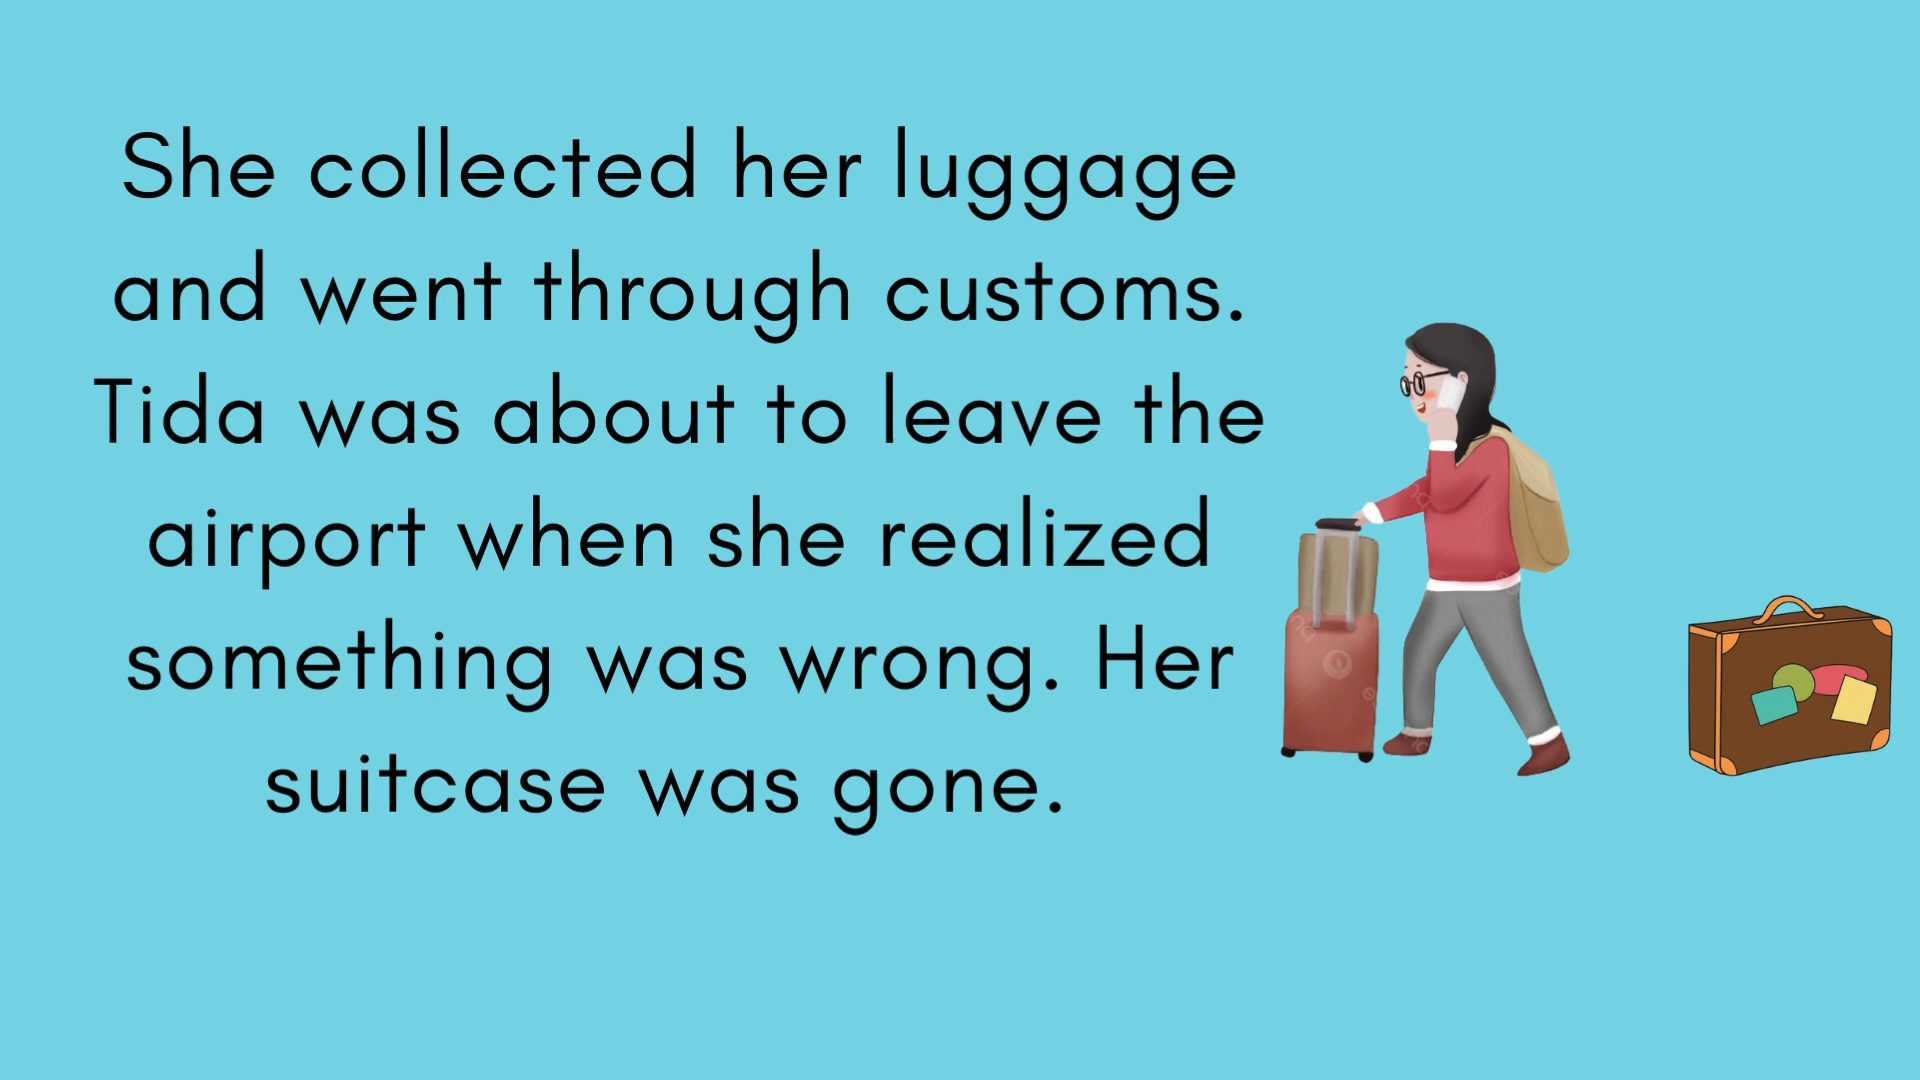 She collected her luggage
and went through customs.
Tida was about to leave the
airport when she realized
something was wrong. Her
suitcase was gone.